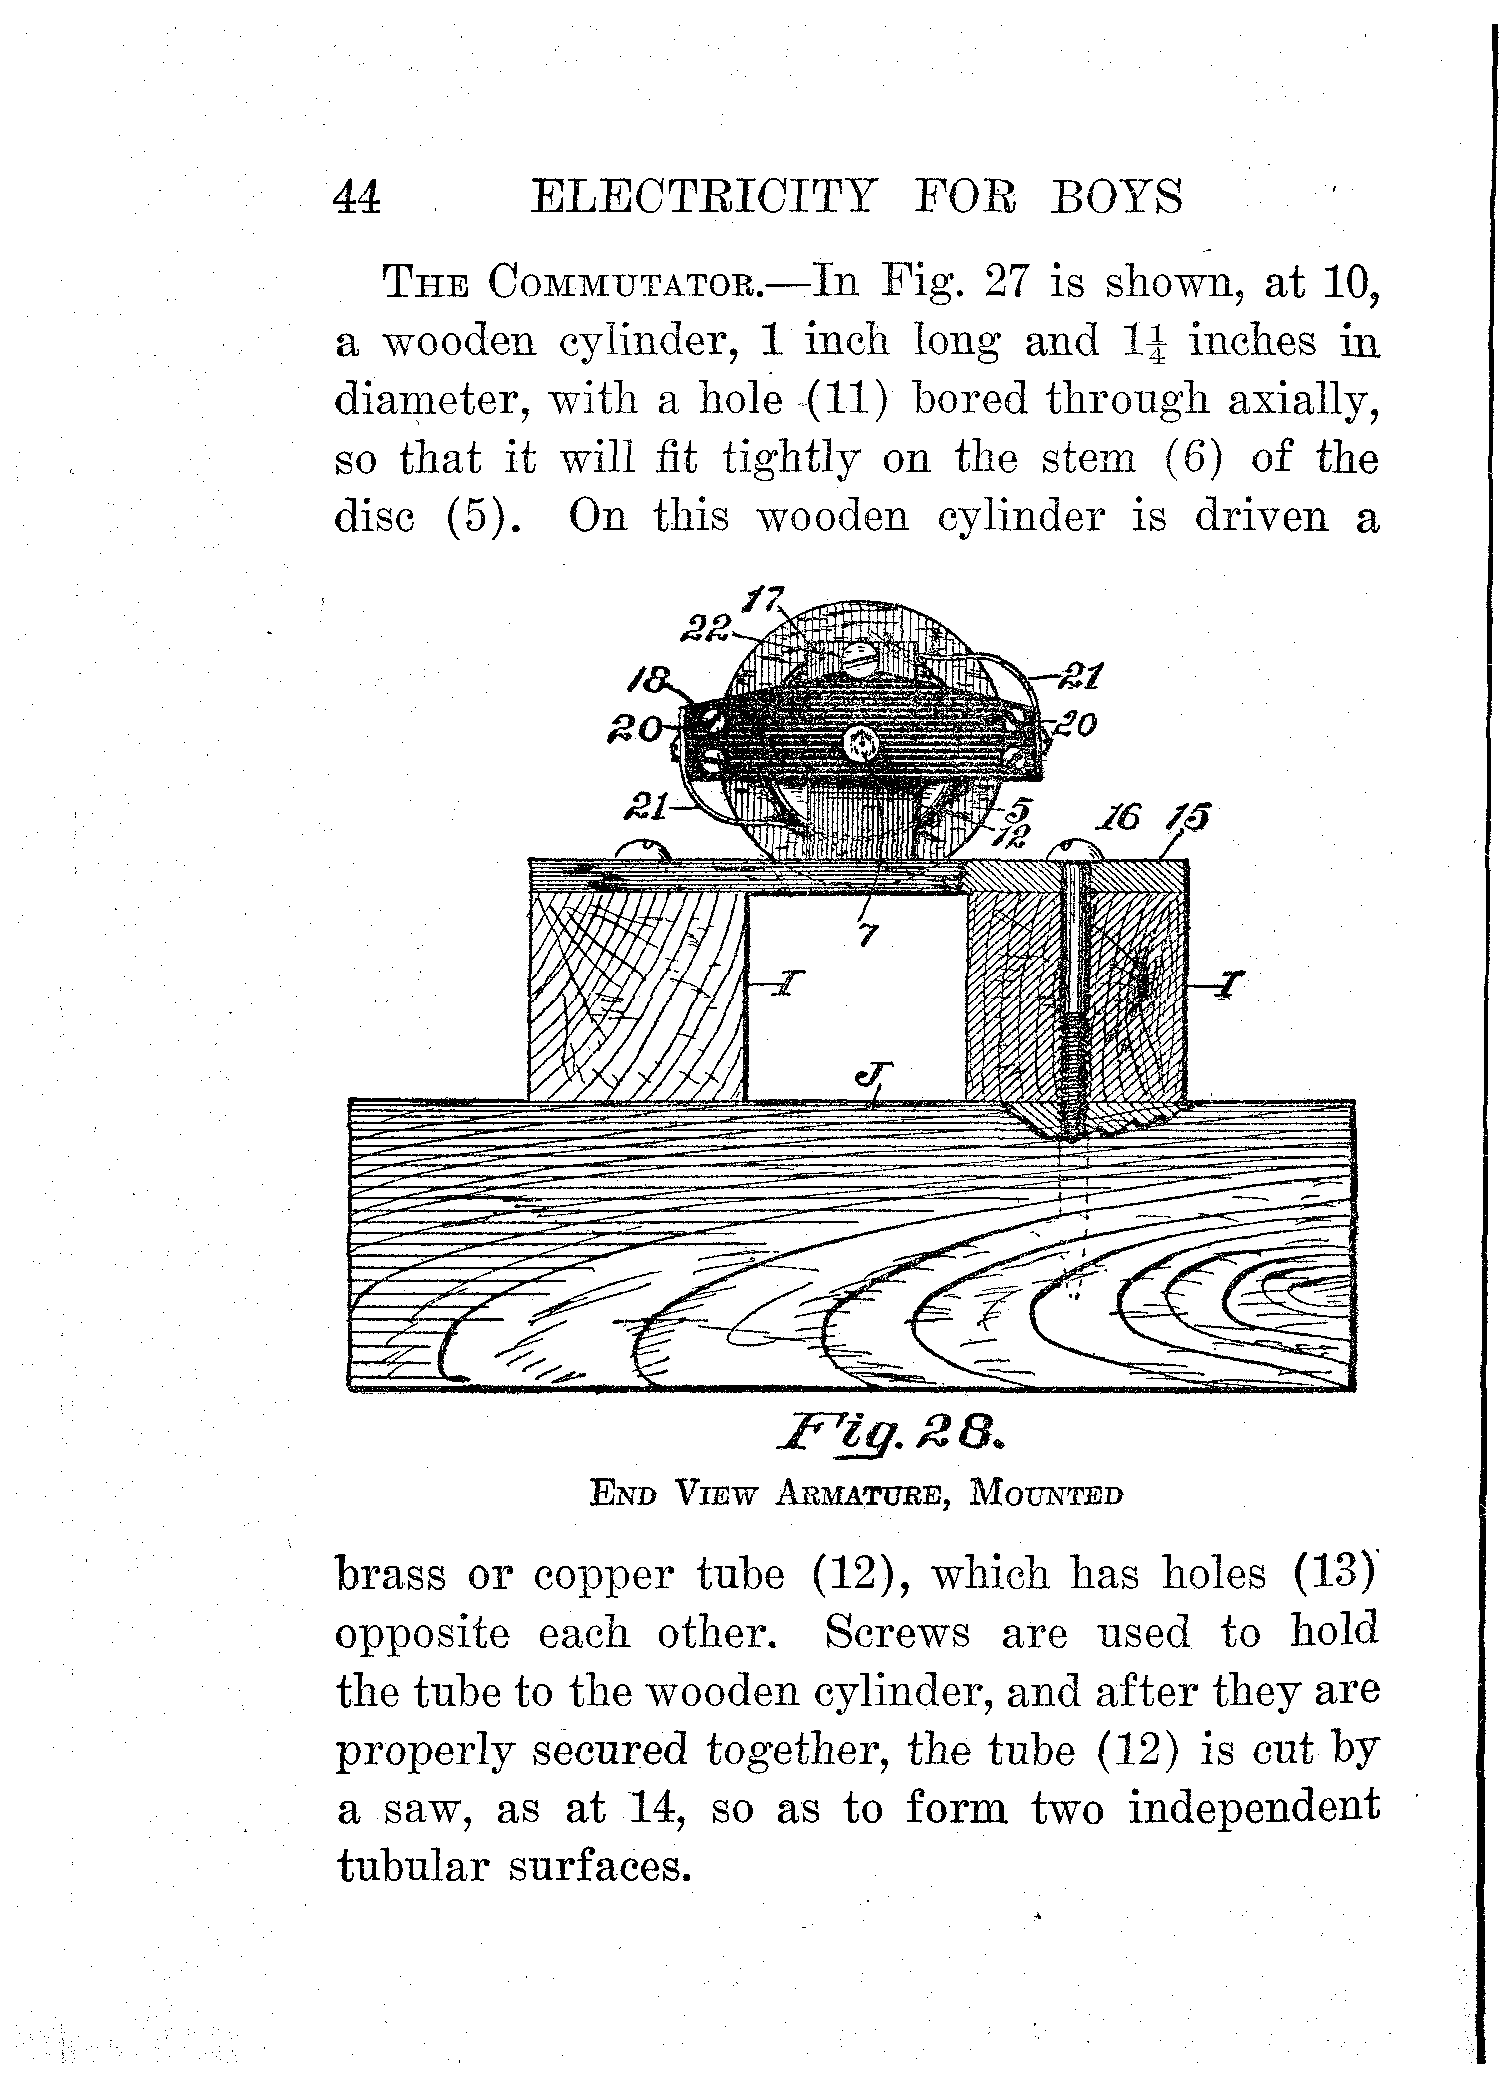 44 ELECTRICITY FOR BOYS
THE COMMUTATOR.—In Fig. 27 is shown, at 10,
a wooden cylinder, 1 inch long and 1¼ inches in
diameter, with a hole (11) bored through axially,
so that it will fit tightly on the stem (6) of the
disc (5). On this wooden cylinder is driven a
17
22
18
21
20
20
21
5
12
16 15
7
I
I
J
Fig. 28.
END VIEW ARMATURE, MOUNTED
brass or copper tube (12), which has holes (13)
opposite each other. Screws are used to hold
the tube to the wooden cylinder, and after they are
properly secured together, the tube (12) is cut by
a saw, as at 14, so as to form two independent
tubular surfaces.